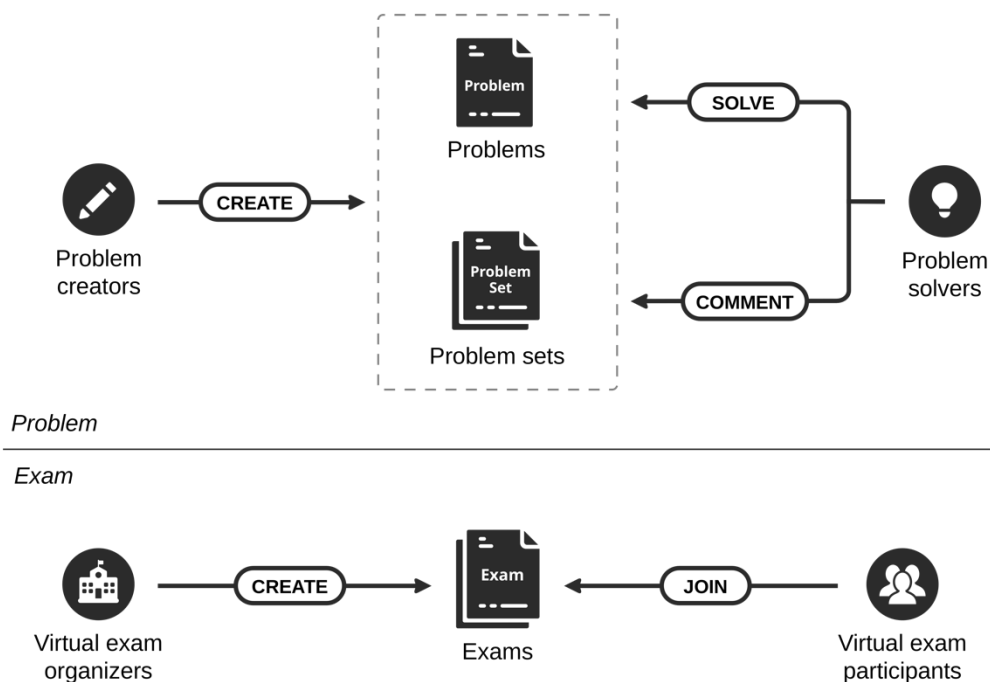 Problem
Problems
SOLVE
CREATE
Problem
creators
Problem
Set
Problem sets
COMMENT
Problem
solvers
Problem
Exam
CREATE
Exam
JOIN
Virtual exam
organizers
Exams
Virtual exam
participants